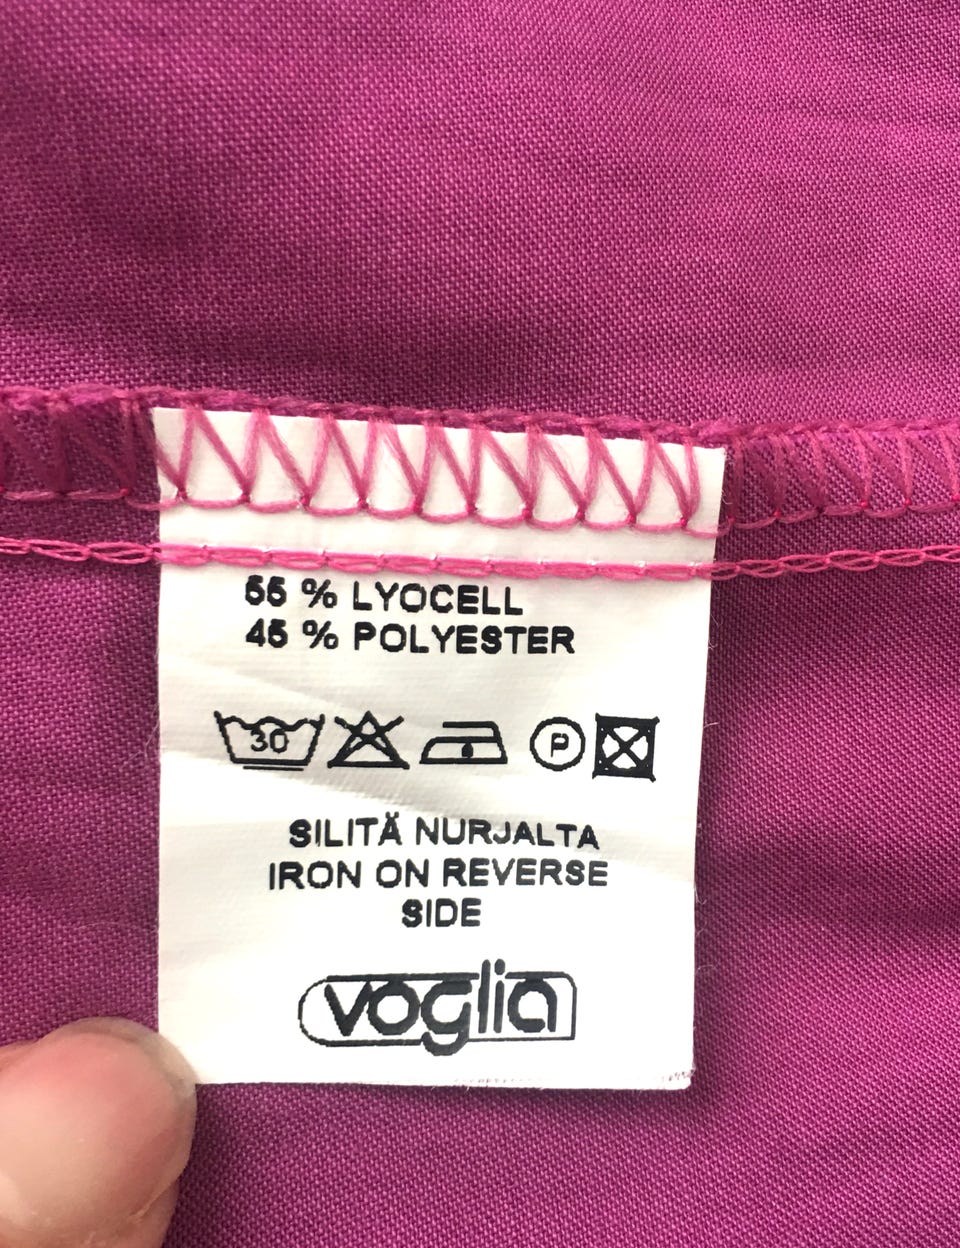 55 % LYOCELL
45 % POLYESTER
30 P
SILITÄ NURJALTA
IRON ON REVERSE
SIDE
voglia